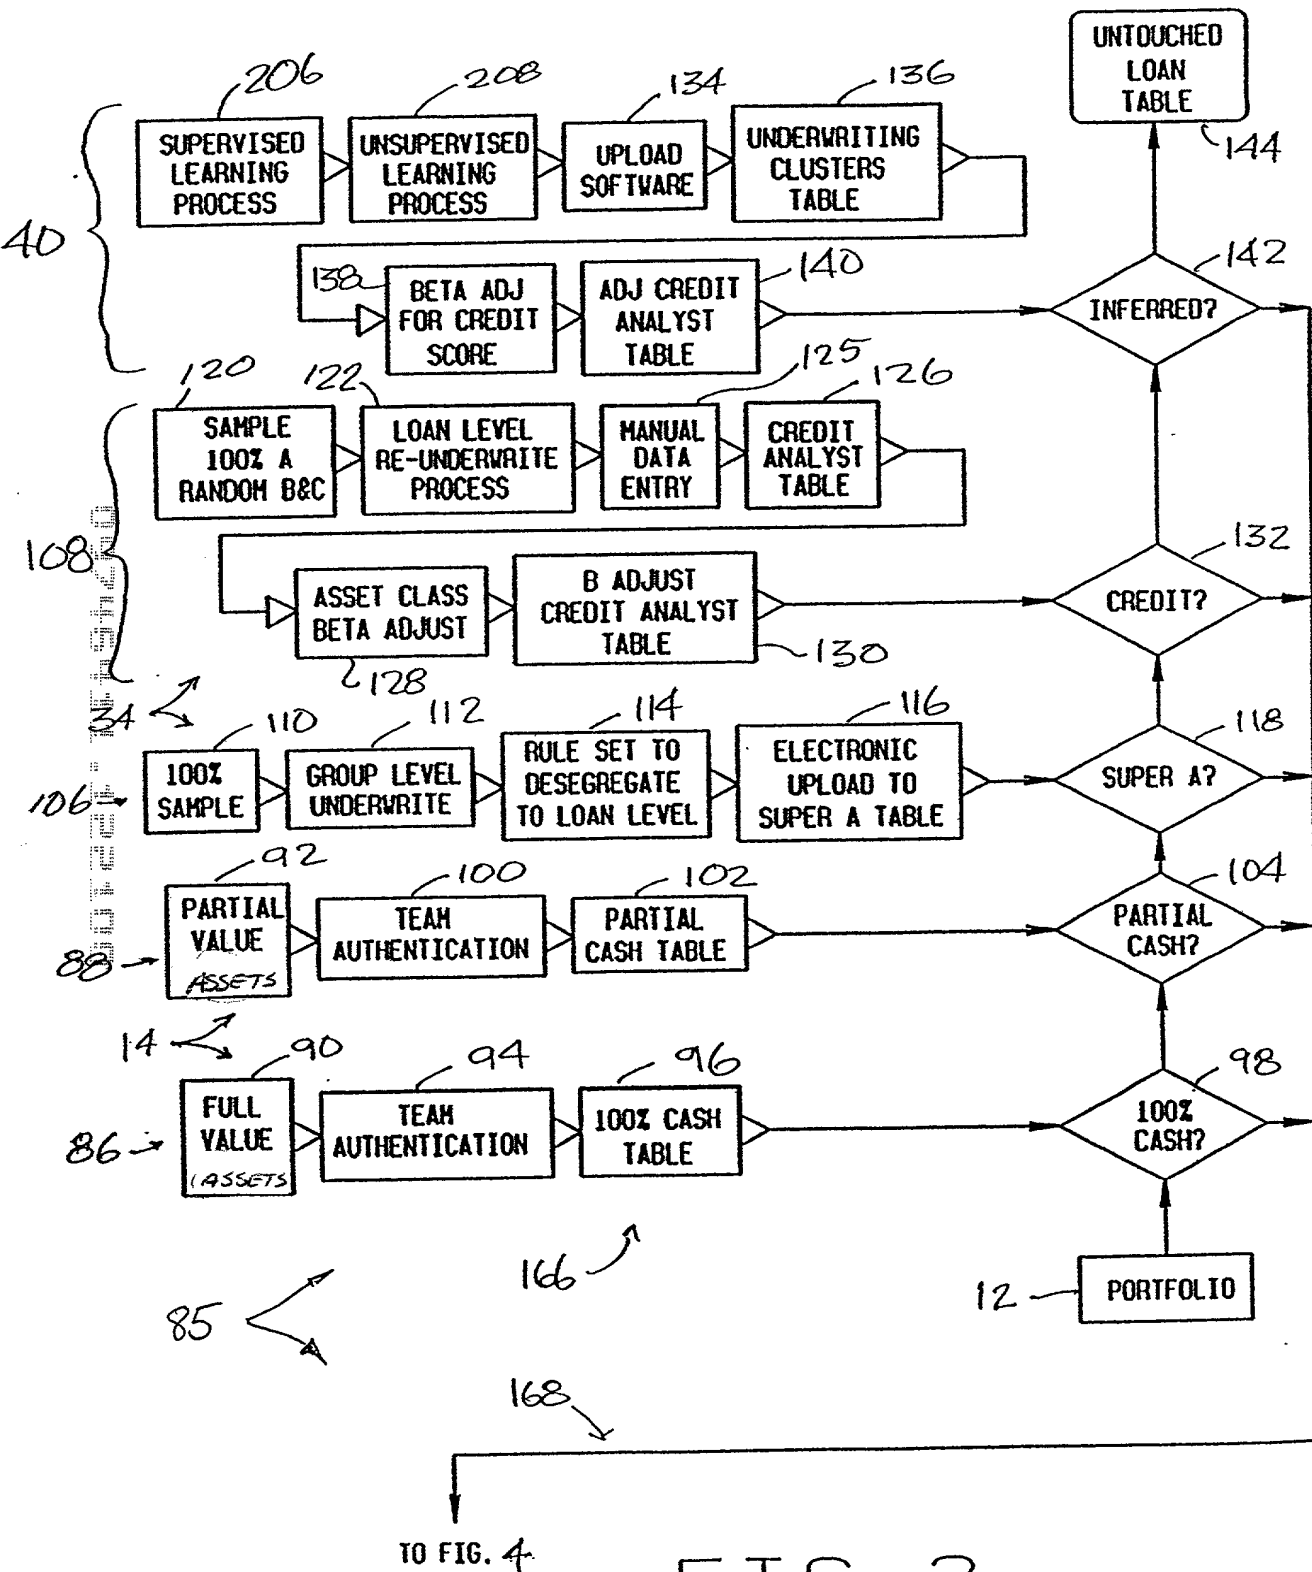 UNTOUCHED
LOAN
TABLE
144
206
208
134
136
40
SUPERVISED
LEARNING
PROCESS
UNSUPERVISED
LEARNING
PROCESS
UPLOAD
SOFTWARE
UNDERWRITING
CLUSTERS
TABLE
138
BETA ADJ
FOR CREDIT
SCORE
140
ADJ CREDIT
ANALYST
TABLE
142
INFERRED?
120
122
125
126
108
SAMPLE
100% A
RANDOM B&C
LOAN LEVEL
RE-UNDERWRITE
PROCESS
MANUAL
DATA
ENTRY
CREDIT
ANALYST
TABLE
ASSET CLASS
BETA ADJUST
128
B ADJUST
CREDIT ANALYST
TABLE
130
132
CREDIT?
34
110
112
114
116
106
100%
SAMPLE
GROUP LEVEL
UNDERWRITE
RULE SET TO
DESEGREGATE
TO LOAN LEVEL
ELECTRONIC
UPLOAD TO
SUPER A TABLE
118
SUPER A?
92
100
102
88
PARTIAL
VALUE
ASSETS
TEAM
AUTHENTICATION
PARTIAL
CASH TABLE
104
PARTIAL
CASH?
14
90
94
96
86
FULL
VALUE
ASSETS
TEAM
AUTHENTICATION
100% CASH
TABLE
98
100%
CASH?
166
12
PORTFOLIO
85
168
TO FIG. 4